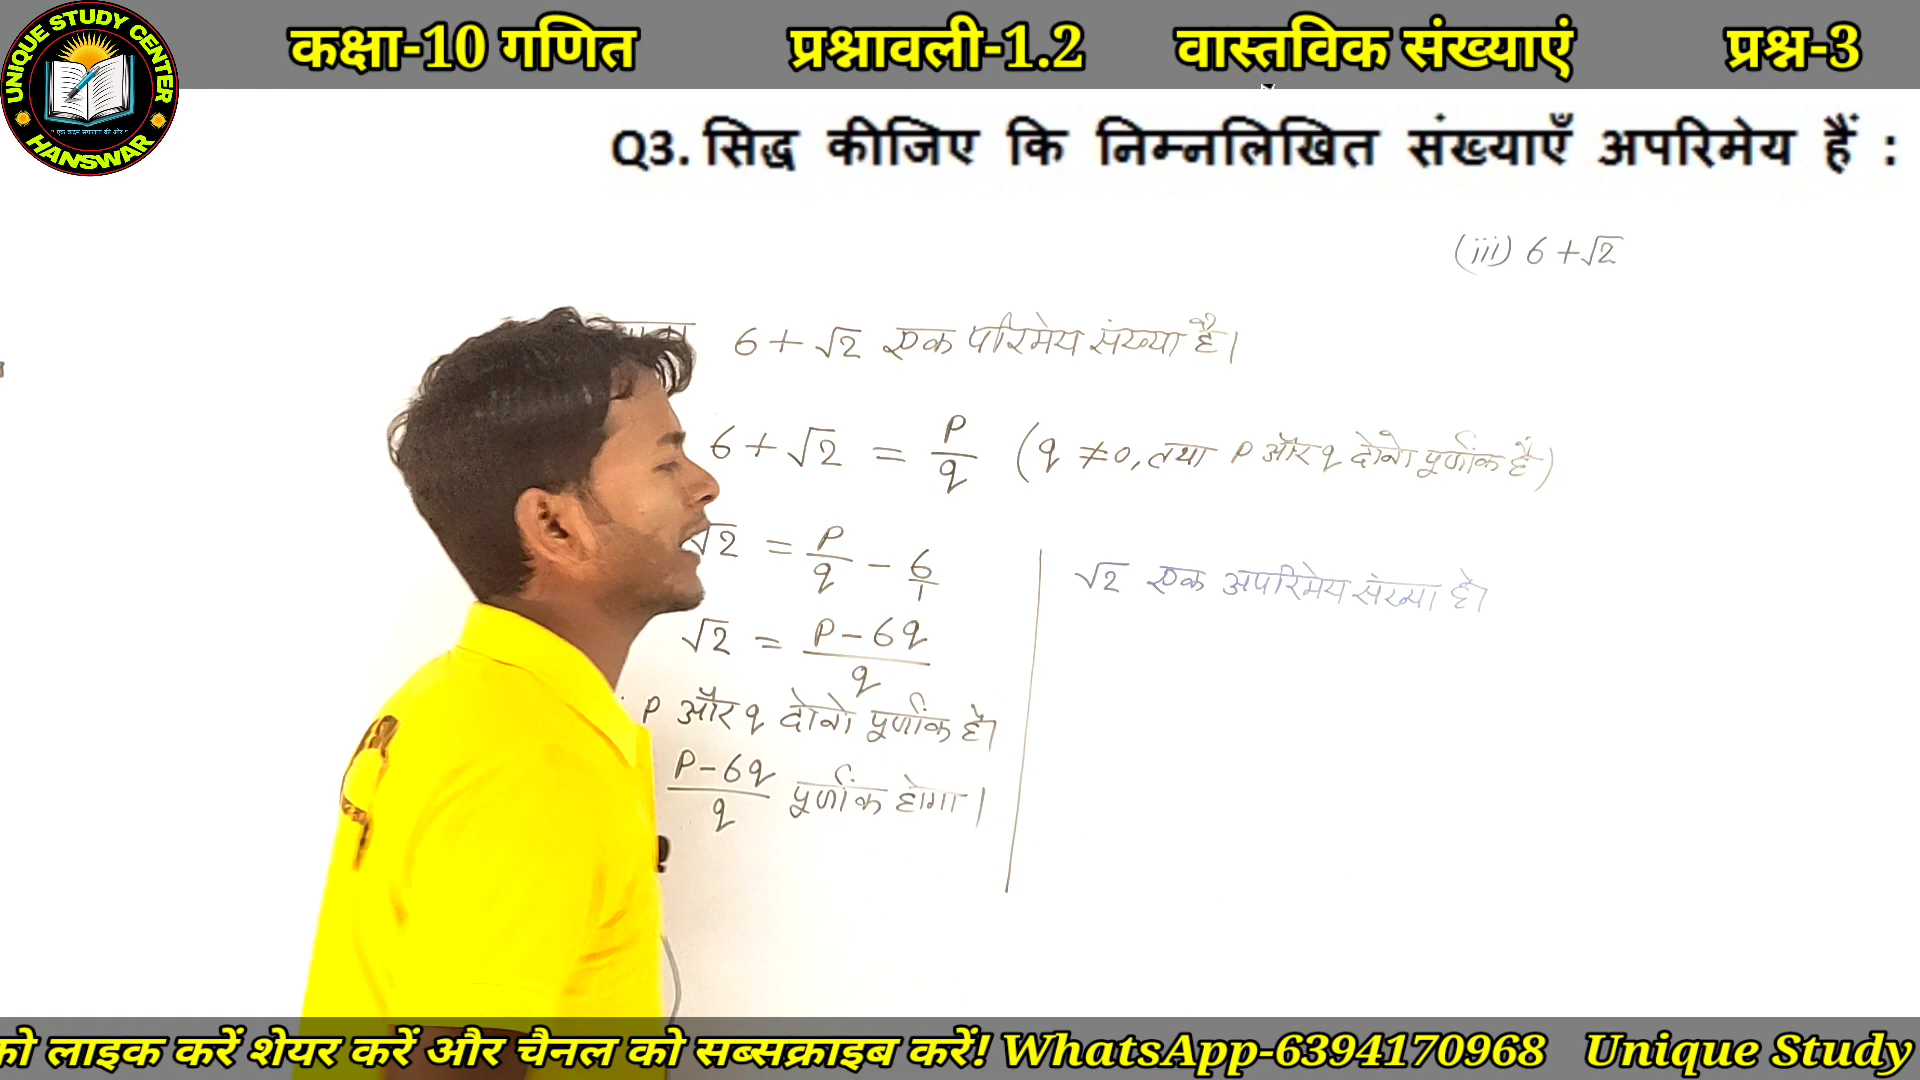 UNIQUE STUDY CENTER
HANSWAR
कक्षा-10 गणित प्रश्नावली-1.2 वास्तविक संख्याएं प्रश्न-3
Q3. सिद्ध कीजिए कि निम्नलिखित संख्याएँ अपरिमेय हैं :
(iii) 6 + √2
6 + √2 एक परिमेय संख्या है।
6 + √2 = P/q (q ≠ 0, तथा P और q दोनो पूर्णांक है)
√2 = P/q - 6/1
√2 एक अपरिमेय संख्या है।
√2 = P - 6q/q
P और q दोनो पूर्णांक है।
P - 6q/q पूर्णांक होगा।
को लाइक करें शेयर करें और चैनल को सब्सक्राइब करें! WhatsApp-6394170968 Unique Study